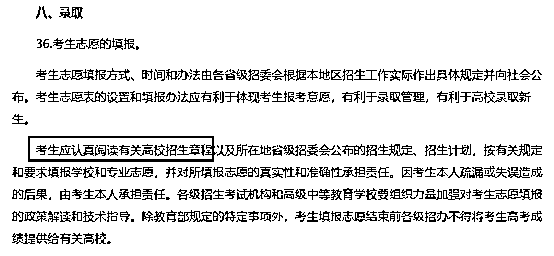 八、录取
36.考生志愿的填报。
考生志愿填报方式、时间和办法由各省级招委会根据本地区招生工作实际作出具体规定并向社会公
布。考生志愿表的设置和填报办法应有利于体现考生报考意愿，有利于录取管理，有利于高校录取新
生。
考生应认真阅读有关高校招生章程以及所在地省级招委会公布的招生规定、招生计划，按有关规定
和要求填报学校和专业志愿，并对所填报志愿的真实性和准确性承担责任。因考生本人疏漏或失误造成
的后果，由考生本人承担责任。各级招生考试机构和高级中等教育学校要组织力量加强对考生志愿填报
的政策解读和技术指导。除教育部规定的特定事项外，考生填报志愿结束前各级招办不得将考生高考成
绩提供给有关高校。